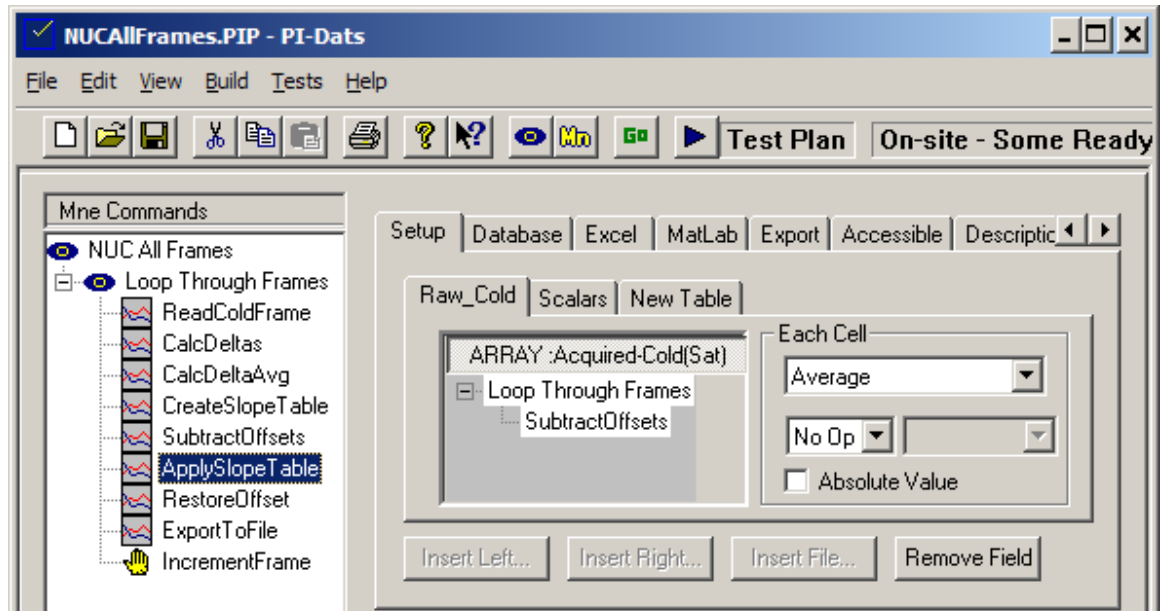 NUCAllFrames.PIP - PI-Dats
File Edit View Build Tests Help
Mn Go Test Plan On-site - Some Ready
Mne Commands
NUC All Frames
Loop Through Frames
ReadColdFrame
CalcDeltas
CalcDeltaAvg
CreateSlopeTable
SubtractOffsets
ApplySlopeTable
RestoreOffset
ExportToFile
IncrementFrame
Setup Database Excel MatLab Export Accessible Descriptic
Raw_Cold Scalars New Table
ARRAY :Acquired-Cold(Sat)
Loop Through Frames
SubtractOffsets
Each Cell
Average
No Op
Absolute Value
Insert Left... Insert Right... Insert File... Remove Field